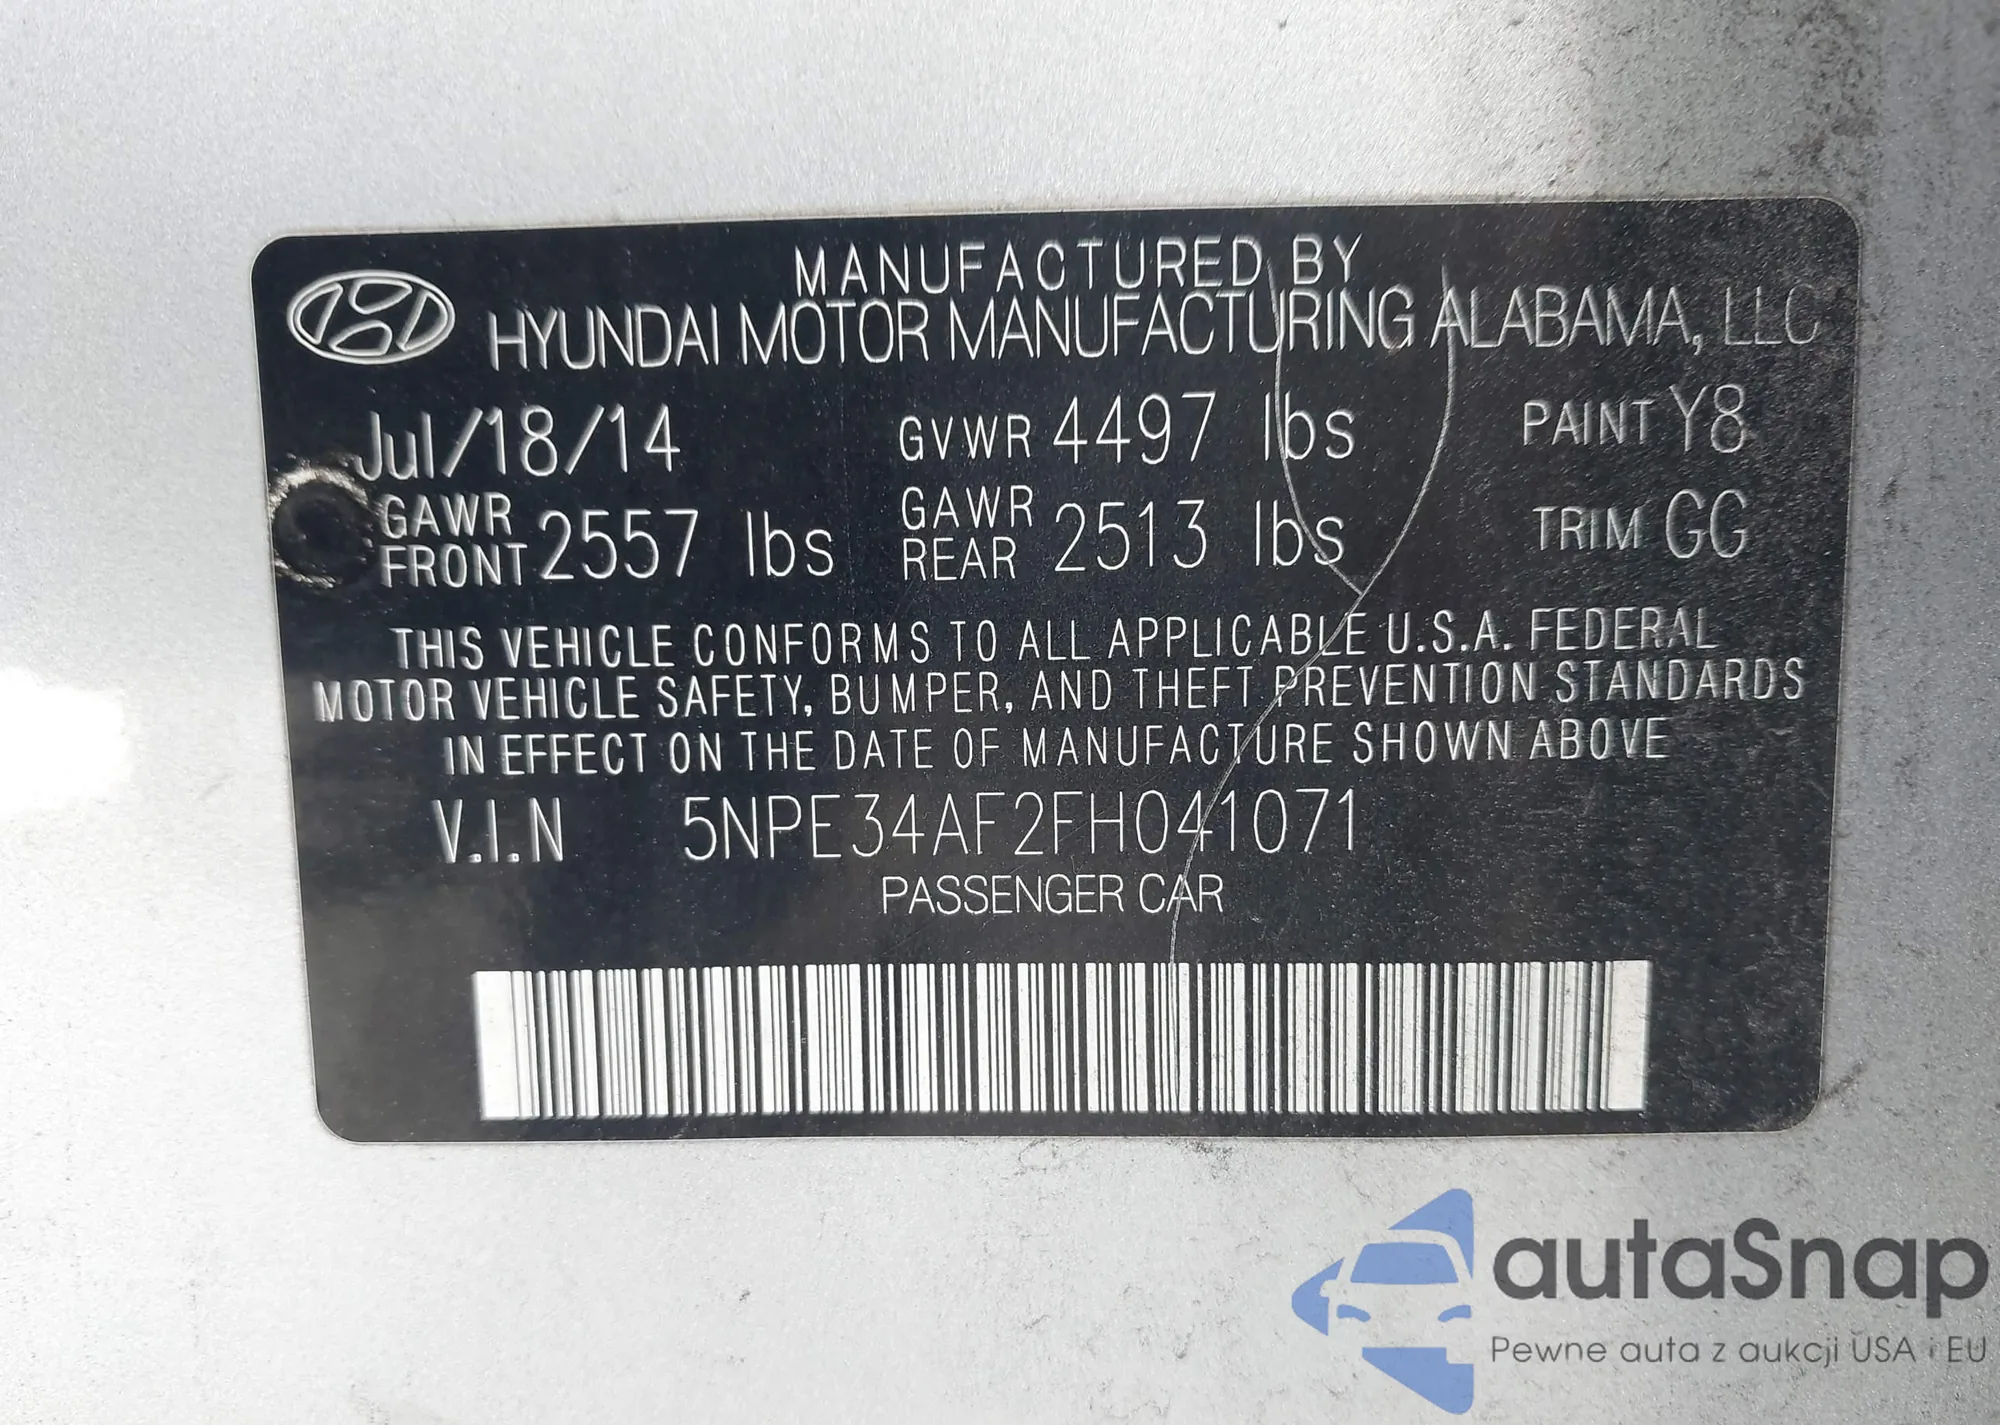 MANUFACTURED BY
HYUNDAI MOTOR MANUFACTURING ALABAMA, LLC
Jul/18/14 GVWR 4497 lbs PAINT Y8
GAWR FRONT 2557 lbs GAWR REAR 2513 lbs TRIM GG
THIS VEHICLE CONFORMS TO ALL APPLICABLE U.S.A. FEDERAL
MOTOR VEHICLE SAFETY, BUMPER, AND THEFT PREVENTION STANDARDS
IN EFFECT ON THE DATE OF MANUFACTURE SHOWN ABOVE
V.I.N 5NPE34AF2FH041071
PASSENGER CAR
autaSnap
Pewne auta z aukcji USA i EU